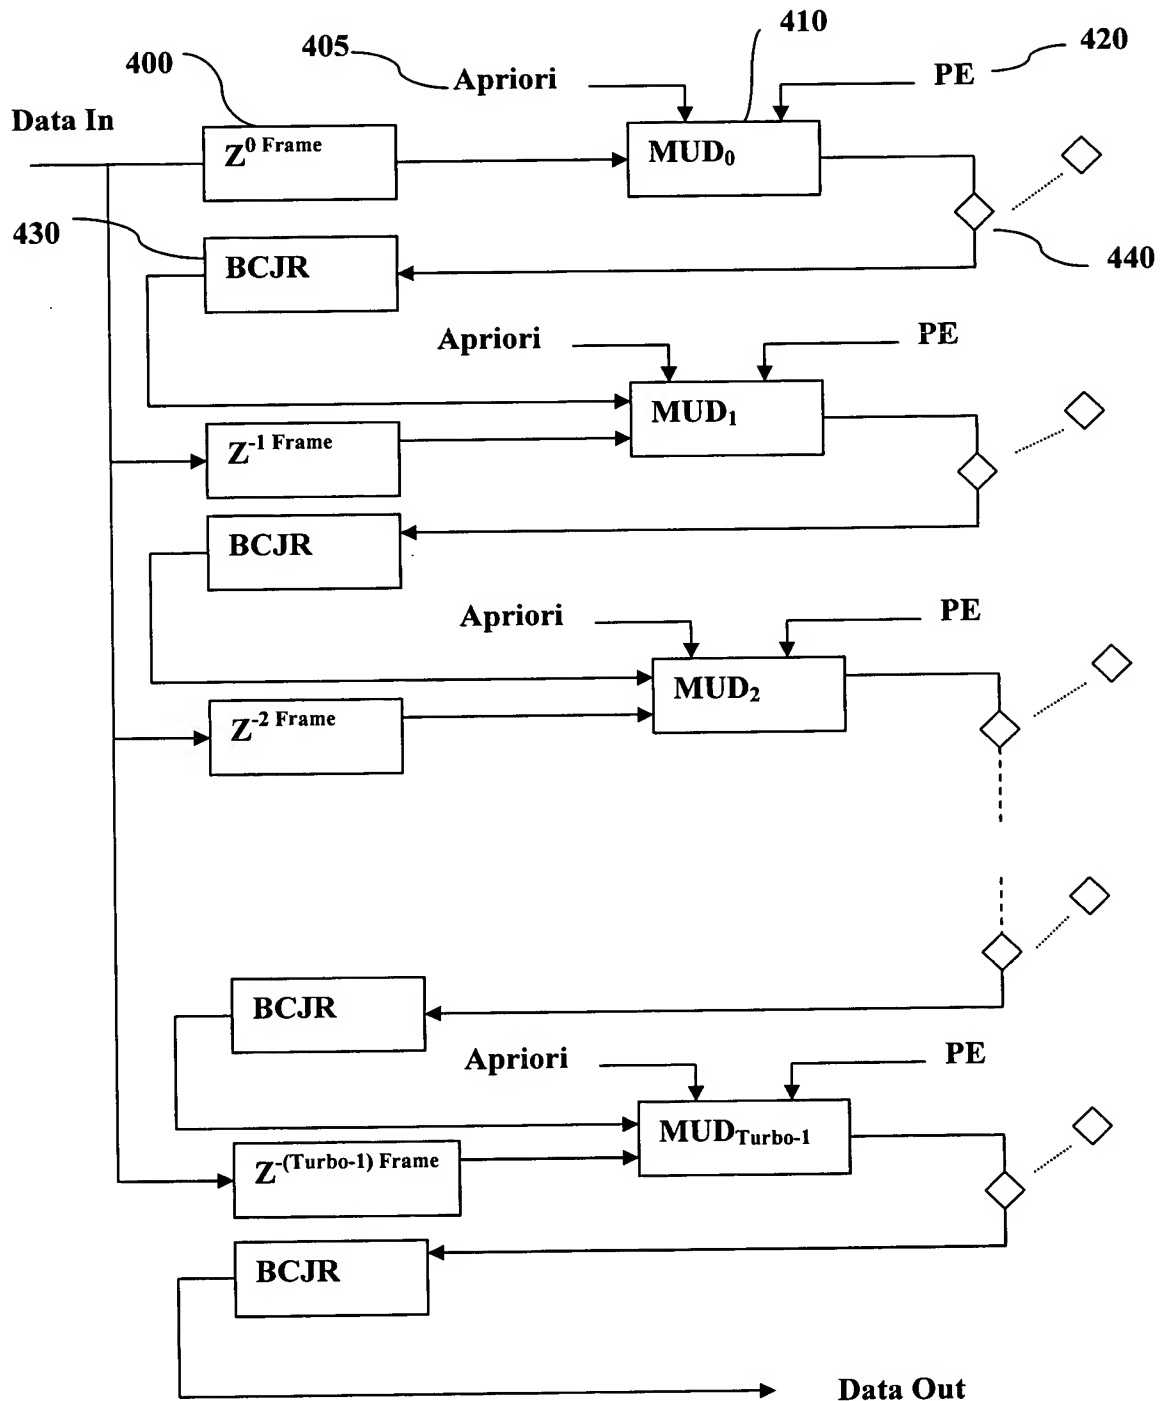 410
405
420
400
Apriori
PE
Data In
Z⁰ Frame
MUD₀
430
BCJR
440
Apriori
PE
MUD₁
Z⁻¹ Frame
BCJR
Apriori
PE
MUD₂
Z⁻² Frame
BCJR
Apriori
PE
MUD_Turbo-1
Z^-(Turbo-1) Frame
BCJR
Data Out